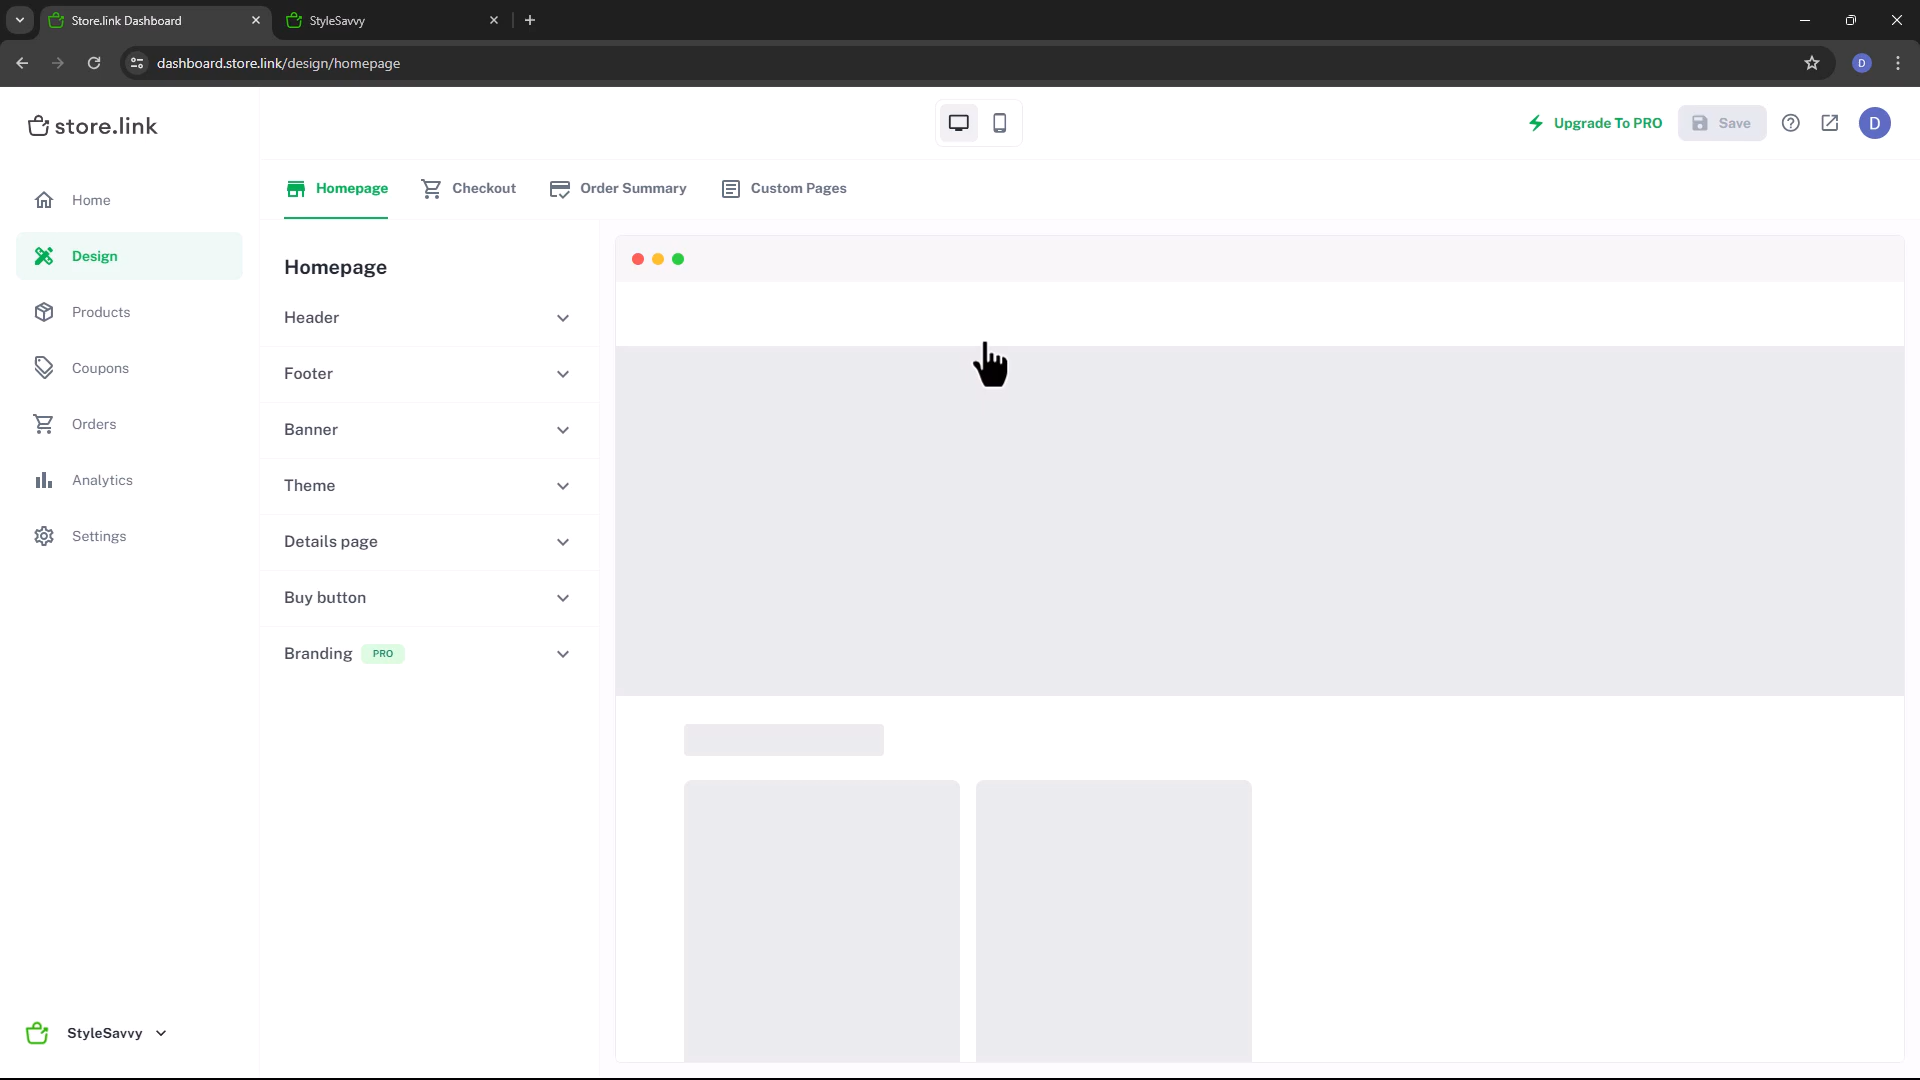 Store.link Dashboard
StyleSavvy
dashboard.store.link/design/homepage
D
store.link
Upgrade To PRO
Save
D
Home
Design
Products
Coupons
Orders
Analytics
Settings
StyleSavvy
Homepage
Checkout
Order Summary
Custom Pages
Homepage
Header
Footer
Banner
Theme
Details page
Buy button
Branding PRO